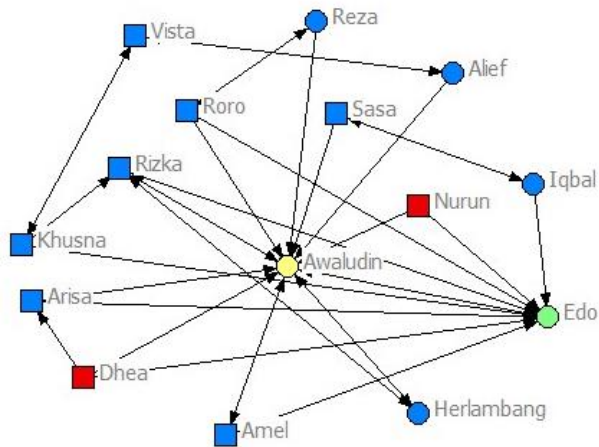 Reza
Vista
Alief
Roro
Sasa
Rizka
Iqbal
Nurun
Khusna
Awaludin
Arisa
Edo
Dhea
Herlambang
Amel